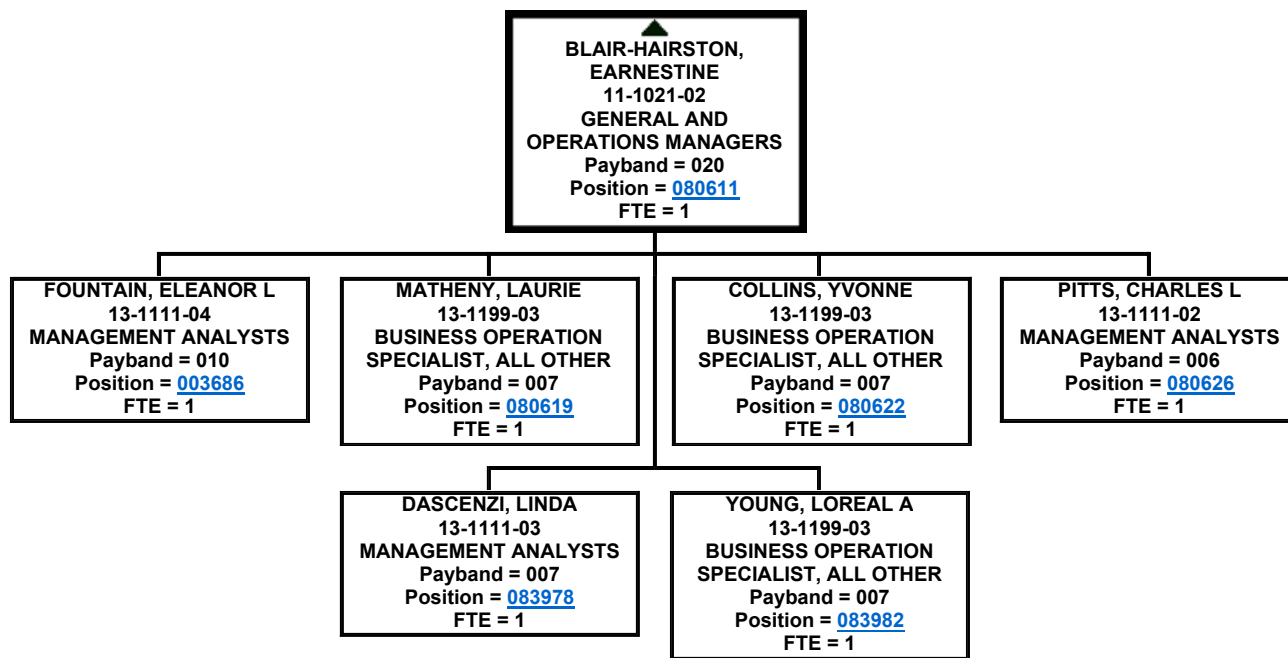 BLAIR-HAIRSTON,
EARNESTINE
11-1021-02
GENERAL AND
OPERATIONS MANAGERS
Payband = 020
Position = 080611
FTE = 1
FOUNTAIN, ELEANOR L
13-1111-04
MANAGEMENT ANALYSTS
Payband = 010
Position = 003686
FTE = 1
MATHENY, LAURIE
13-1199-03
BUSINESS OPERATION
SPECIALIST, ALL OTHER
Payband = 007
Position = 080619
FTE = 1
COLLINS, YVONNE
13-1199-03
BUSINESS OPERATION
SPECIALIST, ALL OTHER
Payband = 007
Position = 080622
FTE = 1
PITTS, CHARLES L
13-1111-02
MANAGEMENT ANALYSTS
Payband = 006
Position = 080626
FTE = 1
DASCENZI, LINDA
13-1111-03
MANAGEMENT ANALYSTS
Payband = 007
Position = 083978
FTE = 1
YOUNG, LOREAL A
13-1199-03
BUSINESS OPERATION
SPECIALIST, ALL OTHER
Payband = 007
Position = 083982
FTE = 1